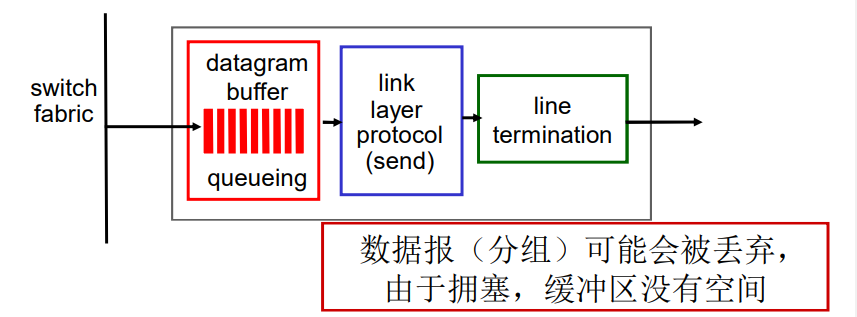 switch
fabric
datagram
buffer
queueing
link
layer
protocol
(send)
line
termination
数据报（分组）可能会被丢弃，
由于拥塞，缓冲区没有空间